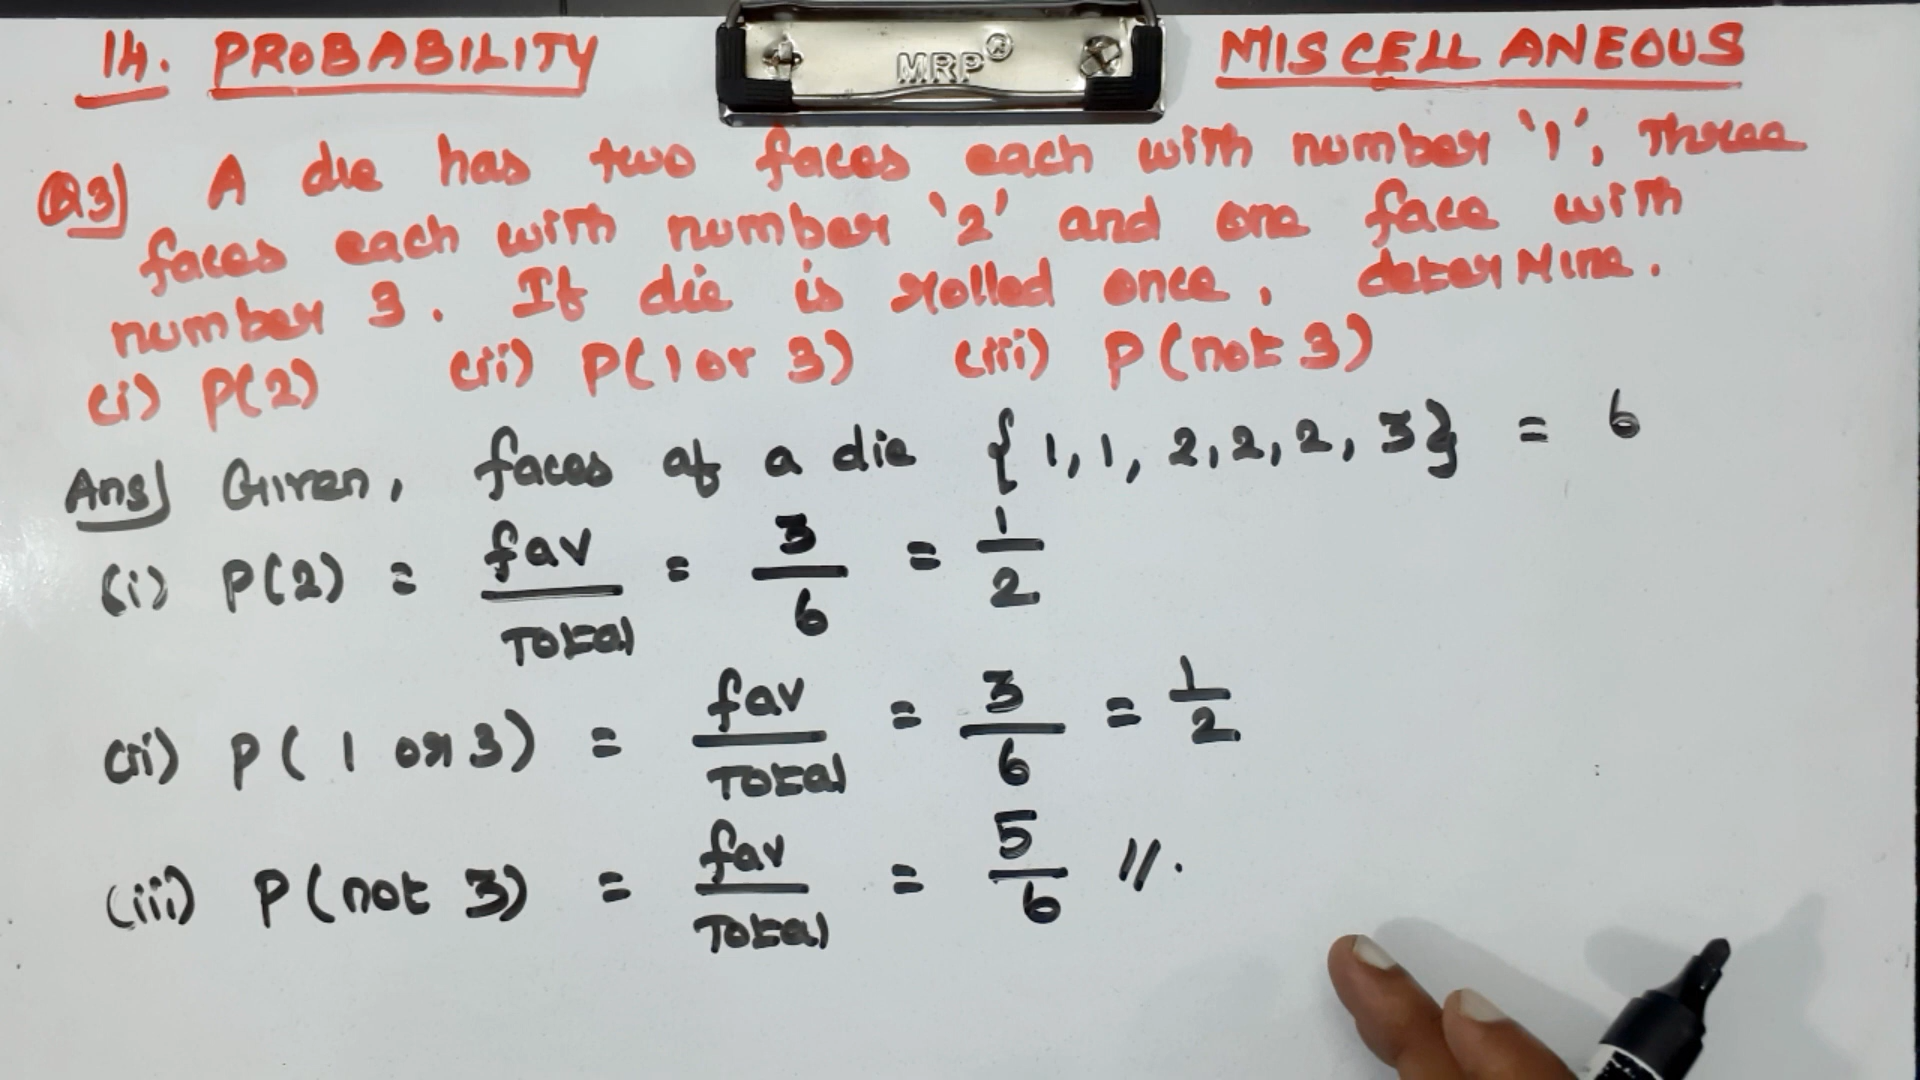 14. PROBABILITY
MRP®
MISCELLANEOUS
Q3] A die has two faces each with number '1', Three
faces each with number '2' and one face with
number 3. If die is rolled once, determine.
(i) P(2) (ii) P(1 or 3) (iii) P(not 3)
Ans] Given, faces of a die {1,1,2,2,2,3} = 6
(i) P(2) = fav/Total = 3/6 = 1/2
(ii) P(1 or 3) = fav/Total = 3/6 = 1/2
(iii) P(not 3) = fav/Total = 5/6 //.